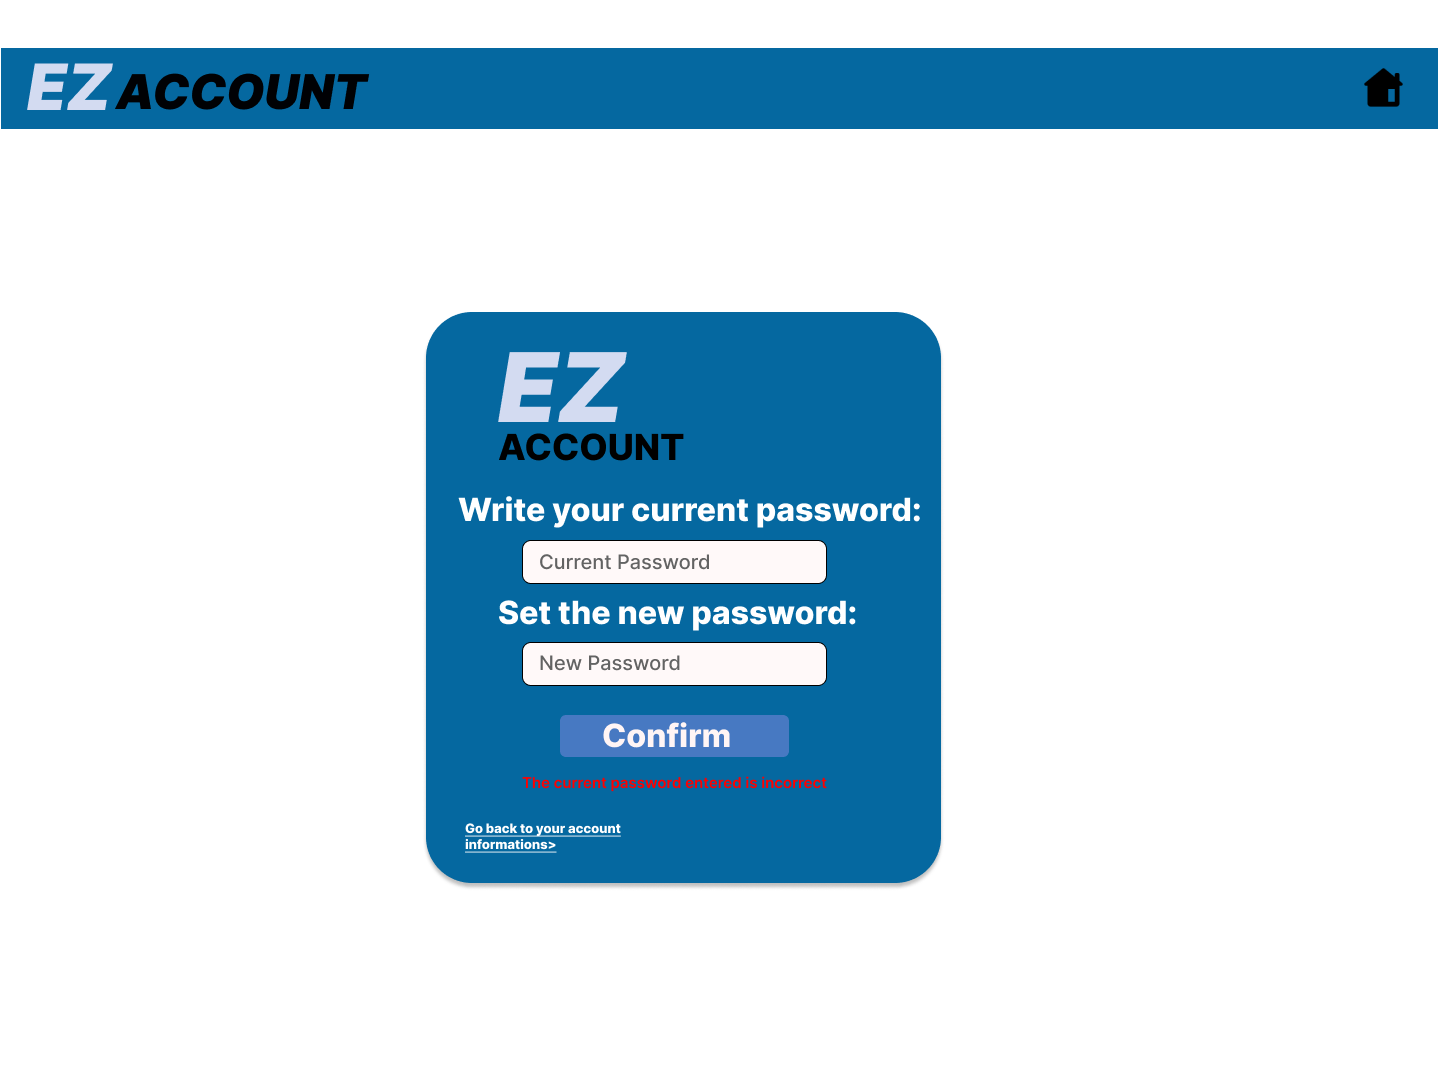 EZ ACCOUNT
EZ
ACCOUNT
Write your current password:
Current Password
Set the new password:
New Password
Confirm
The current password entered is incorrect
Go back to your account
informations>